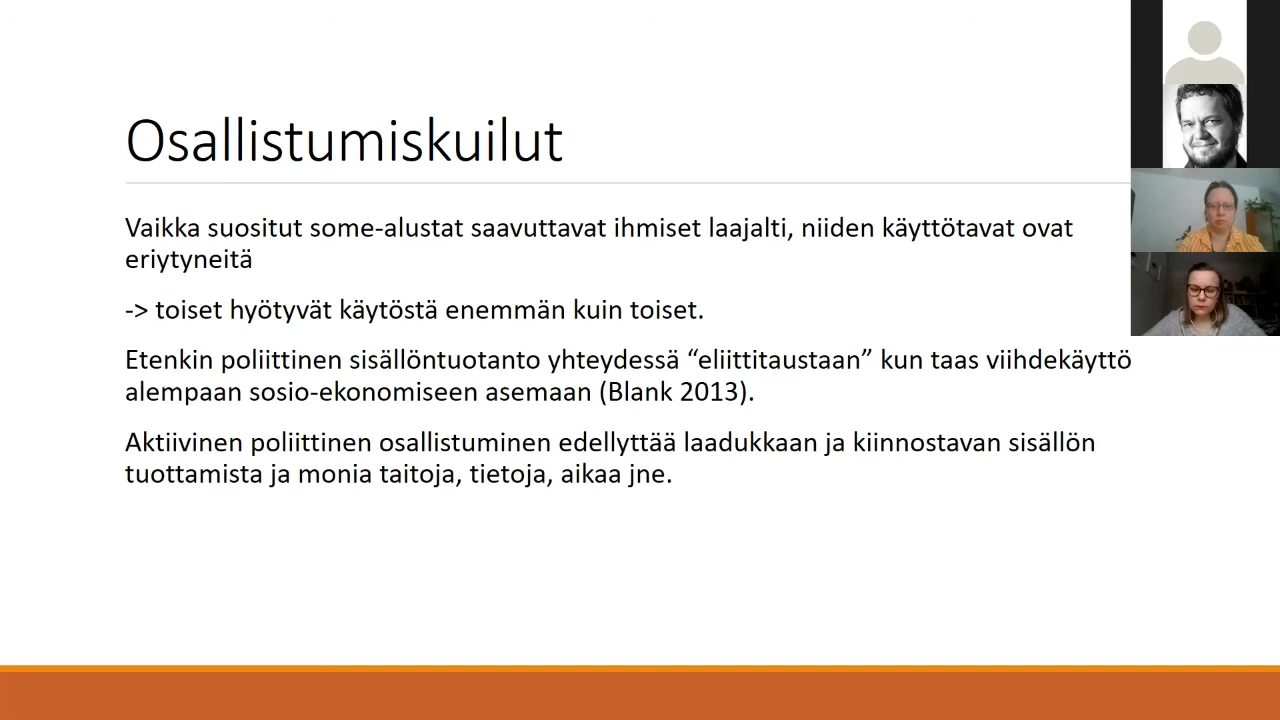 Osallistumiskuilut
Vaikka suositut some-alustat saavuttavat ihmiset laajalti, niiden käyttötavat ovat
eriytyneitä
-> toiset hyötyvät käytöstä enemmän kuin toiset.
Etenkin poliittinen sisällöntuotanto yhteydessä “eliittitaustaan” kun taas viihdekäyttö
alempaan sosio-ekonomiseen asemaan (Blank 2013).
Aktiivinen poliittinen osallistuminen edellyttää laadukkaan ja kiinnostavan sisällön
tuottamista ja monia taitoja, tietoja, aikaa jne.